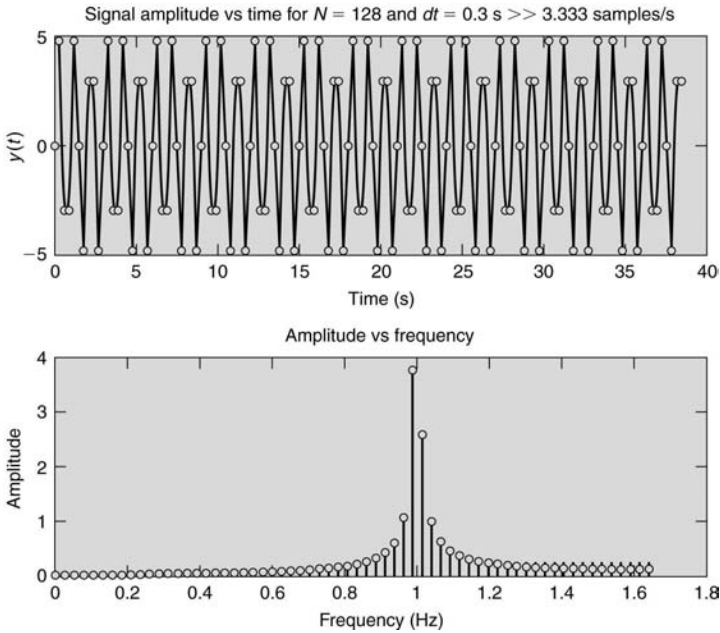 Signal amplitude vs time for N = 128 and dt = 0.3 s >> 3.333 samples/s
5
0
−5
y(t)
0 5 10 15 20 25 30 35 40
Time (s)
Amplitude vs frequency
4
3
2
1
0
Amplitude
0 0.2 0.4 0.6 0.8 1 1.2 1.4 1.6 1.8
Frequency (Hz)